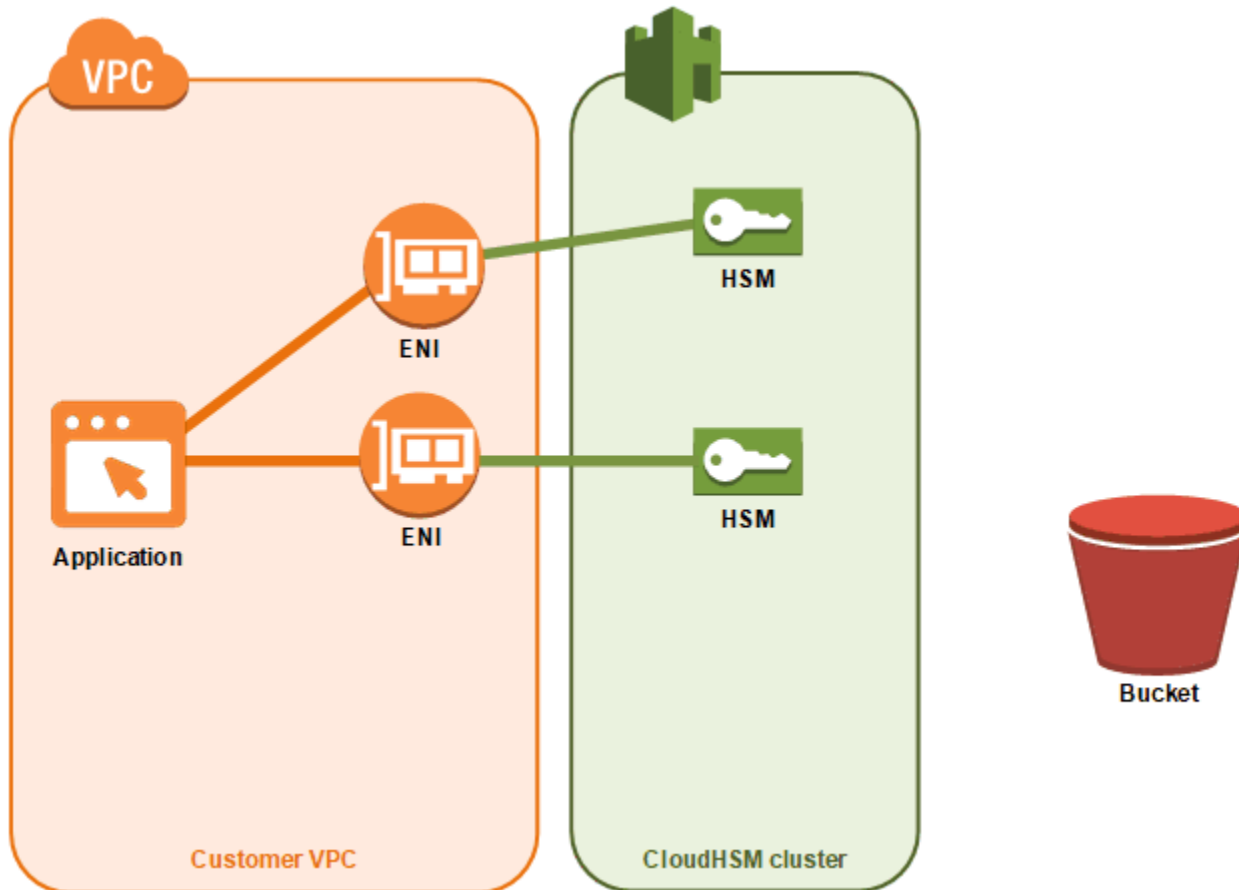 VPC
HSM
ENI
HSM
ENI
Application
Bucket
Customer VPC
CloudHSM cluster